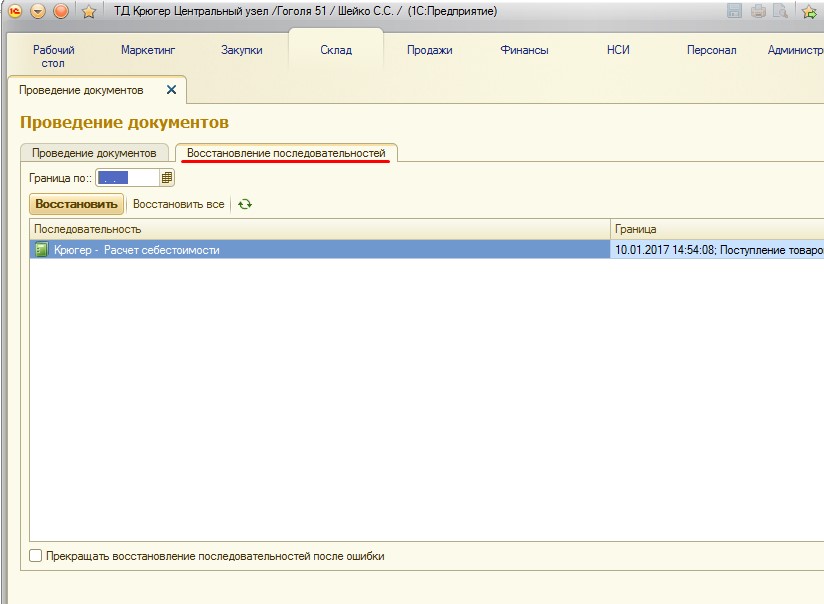 ТД Крюгер Центральный узел /Гоголя 51 / Шейко С.С. / (1С:Предприятие)
Рабочий стол Маркетинг Закупки Склад Продажи Финансы НСИ Персонал Администр
Проведение документов
Проведение документов
Проведение документов Восстановление последовательностей
Граница по:: . .
Восстановить Восстановить все
Последовательность Граница
Крюгер - Расчет себестоимости 10.01.2017 14:54:08; Поступление товаро
Прекращать восстановление последовательностей после ошибки